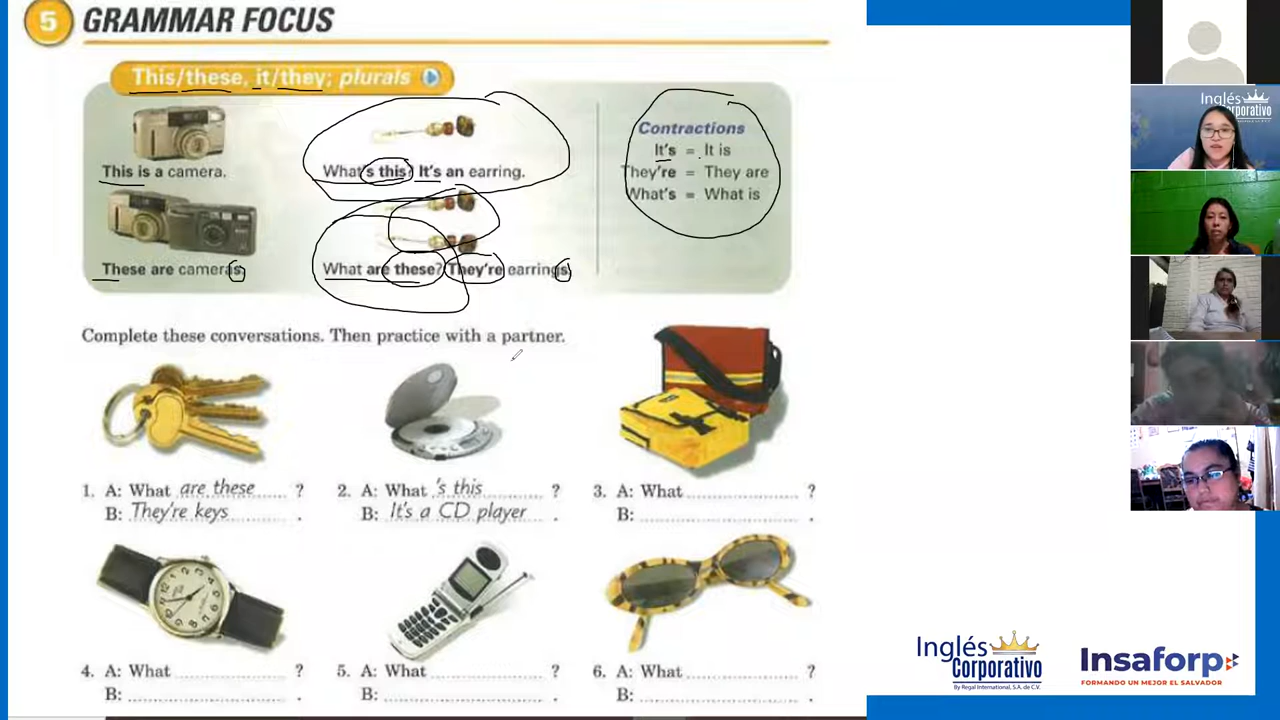 5 GRAMMAR FOCUS
This/these, it/they; plurals
This is a camera.
These are cameras.
What's this? It's an earring.
What are these? They're earrings.
Contractions
It's = It is
They're = They are
What's = What is
Complete these conversations. Then practice with a partner.
1. A: What are these ?
B: They're keys .
2. A: What 's this ?
B: It's a CD player .
3. A: What ?
B: .
4. A: What ?
B: .
5. A: What ?
B: .
6. A: What ?
B: .
Inglés
Corporativo
By Regal International, S.A. de C.V.
Insaforp
FORMANDO UN MEJOR EL SALVADOR
Inglés
Corporativo